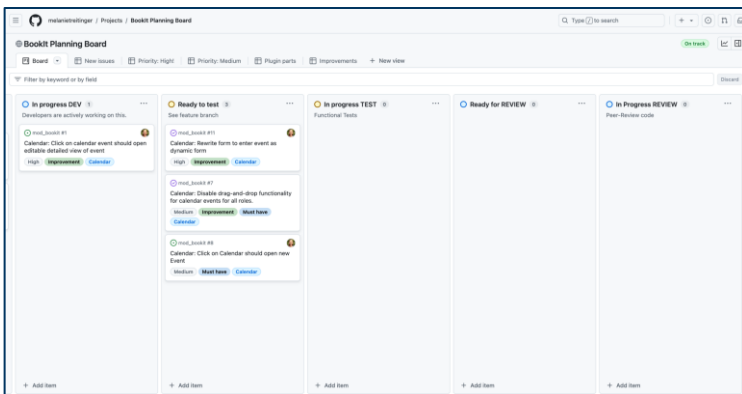 melanietreitinger / Projects / BookIt Planning Board
Type / to search
BookIt Planning Board
On track
Board
New issues
Priority: Hight
Priority: Medium
Plugin parts
Improvements
+ New view
Filter by keyword or by field
Discard
In progress DEV 1
Developers are actively working on this.
mod_bookit #1
Calendar: Click on calendar event should open
editable detailed view of event
High Improvement Calendar
+ Add item
Ready to test 3
See feature branch
mod_bookit #11
Calendar: Rewrite form to enter event as
dynamic form
High Improvement Calendar
mod_bookit #7
Calendar: Disable drag-and-drop functionality
for calendar events for all roles.
Medium Improvement Must have
Calendar
mod_bookit #8
Calendar: Click on Calendar should open new
Event
Medium Must have Calendar
+ Add item
In progress TEST 0
Functional Tests
+ Add item
Ready for REVIEW 0
+ Add item
In Progress REVIEW 0
Peer-Review code
+ Add item